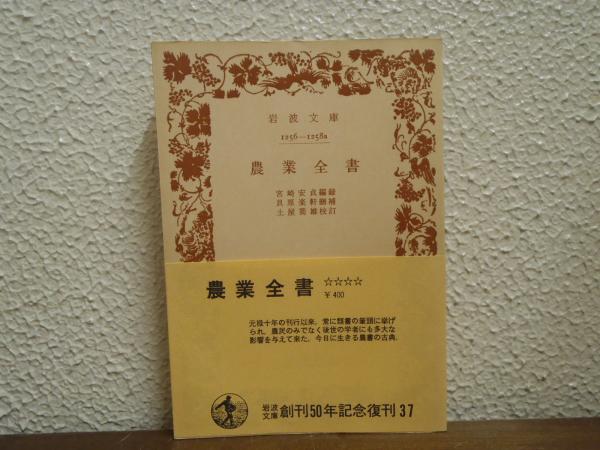 岩波文庫
1256—1258a
農業全書
宮崎安貞編録
貝原楽軒刪補
土屋喬雄校訂
農業全書 ☆☆☆☆
￥400
元禄十年の刊行以来，常に類書の筆頭に挙げ
られ，農民のみでなく後世の学者にも多大な
影響を与えて来た，今日に生きる農書の古典．
岩波
文庫 創刊50年記念復刊 37